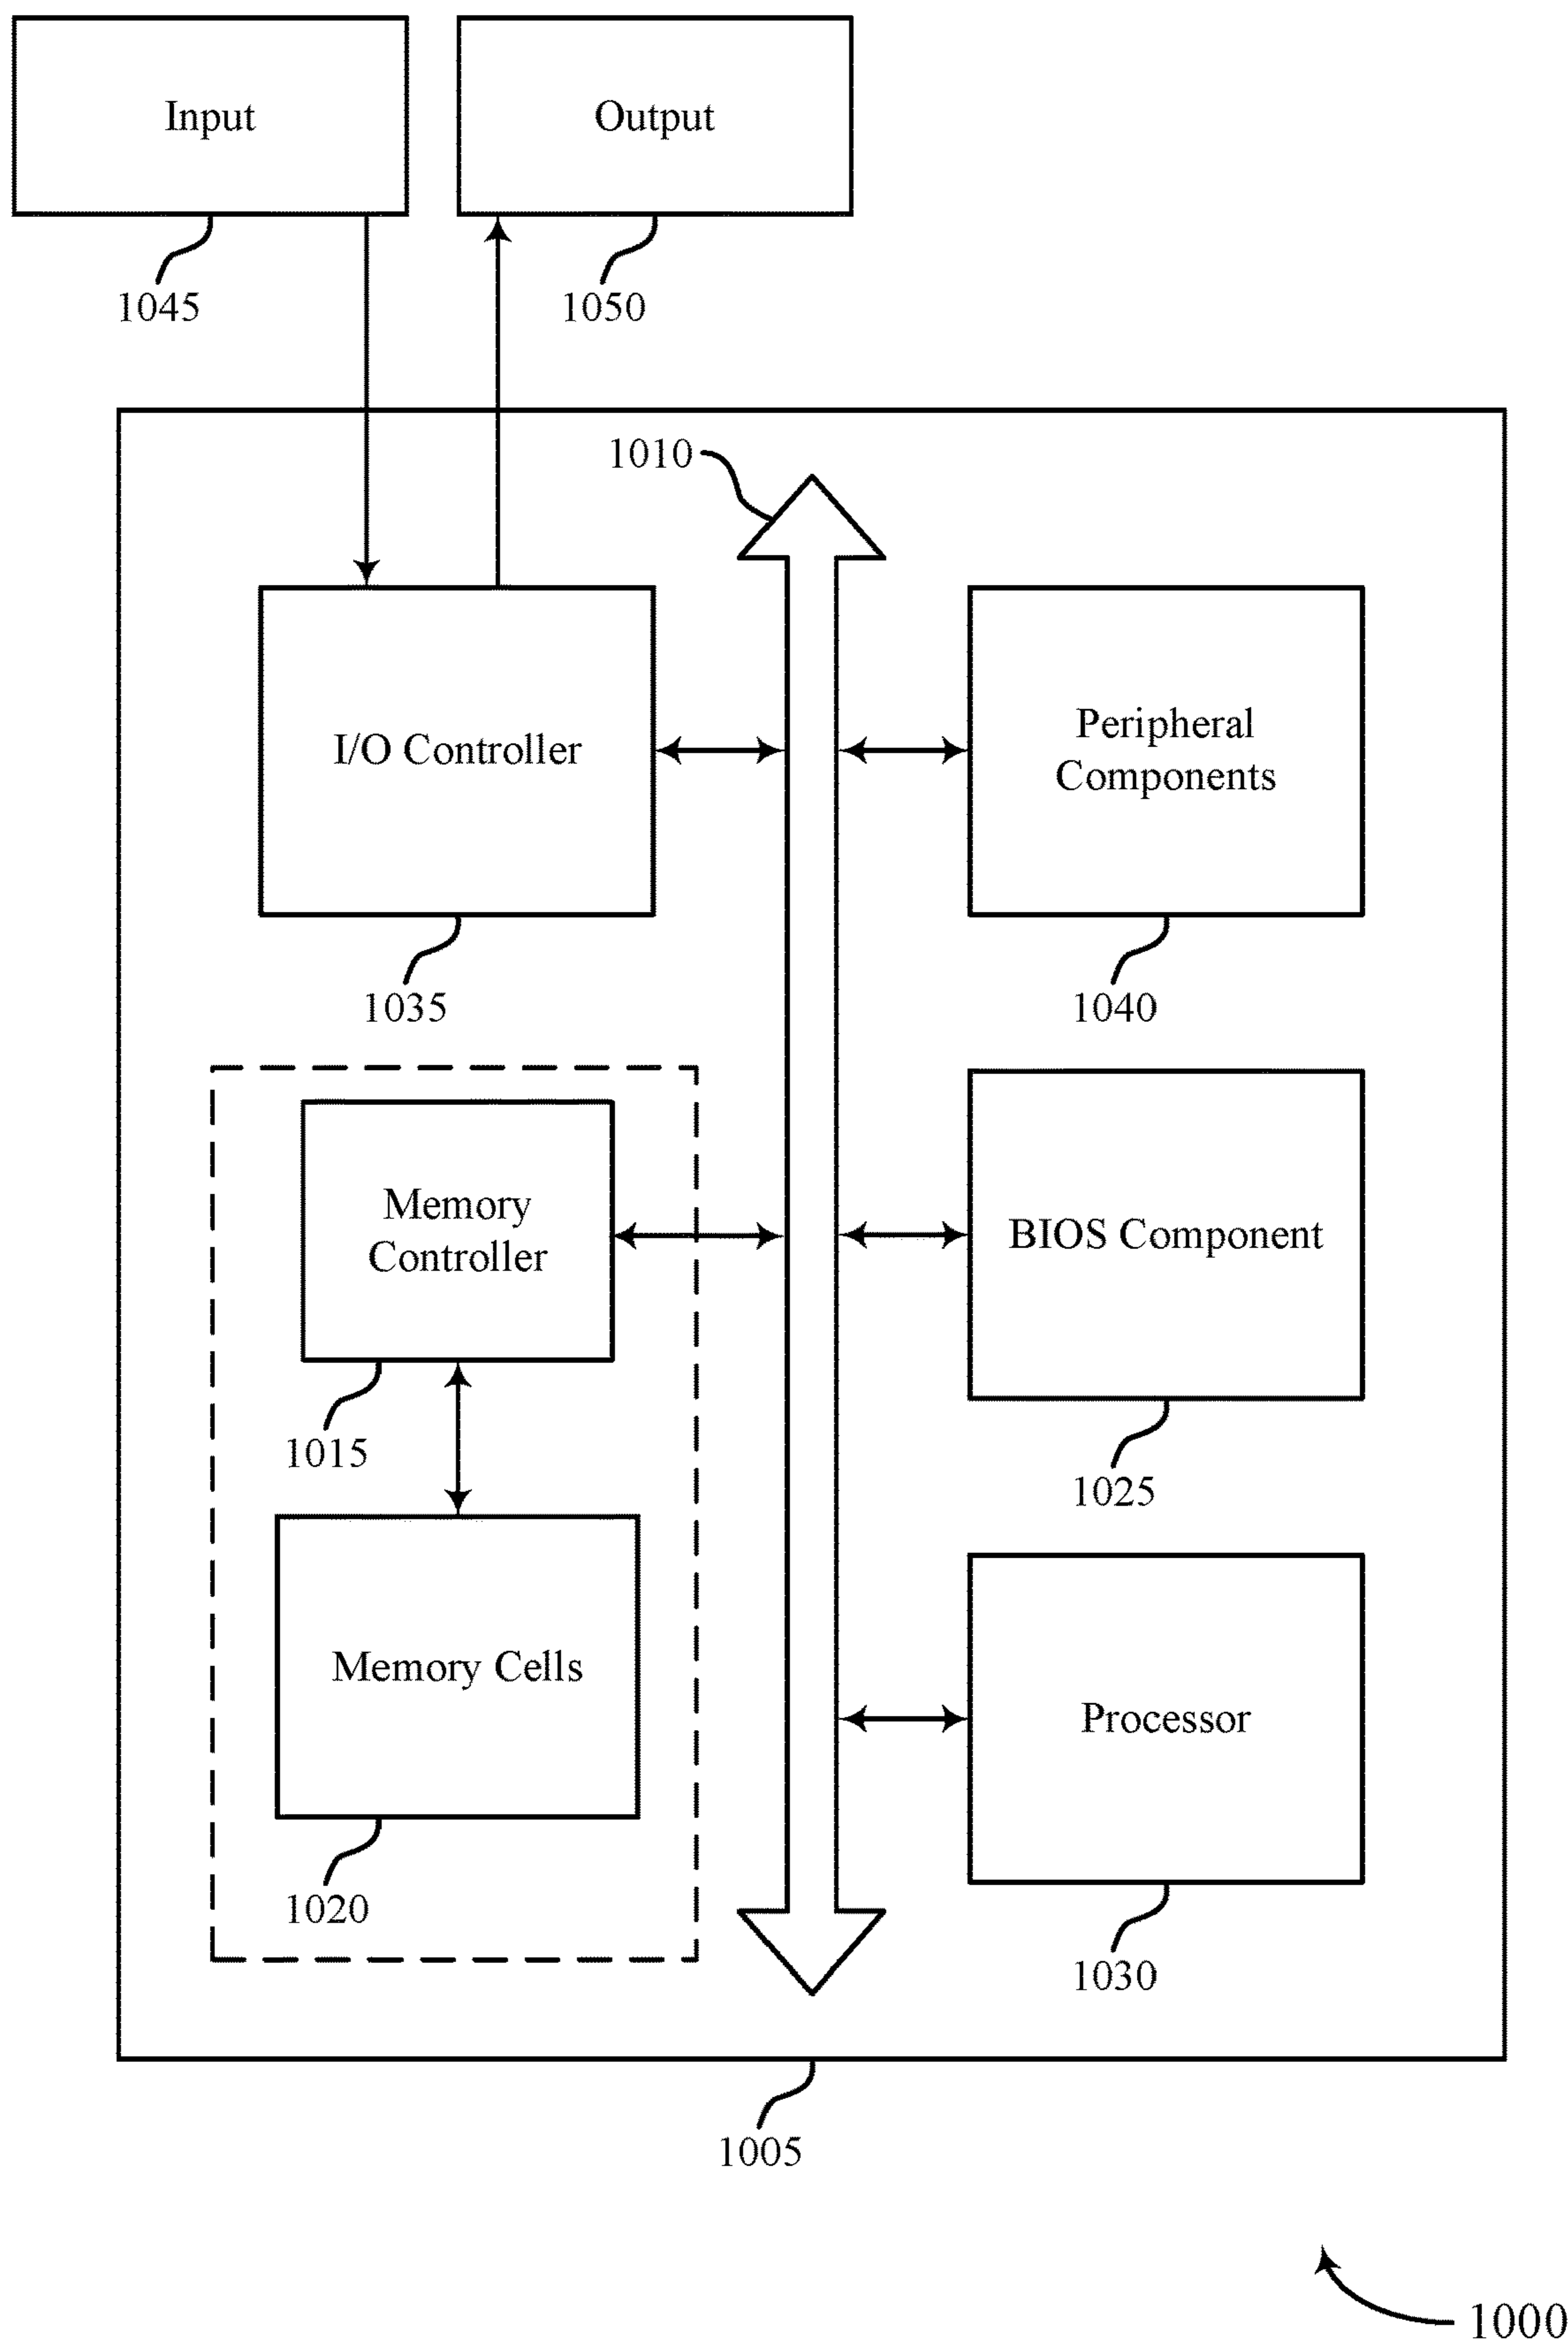 Input
Output
1045
1050
1010
I/O Controller
Peripheral
Components
1035
1040
Memory
Controller
BIOS Component
1015
1025
Memory Cells
Processor
1020
1030
1005
1000